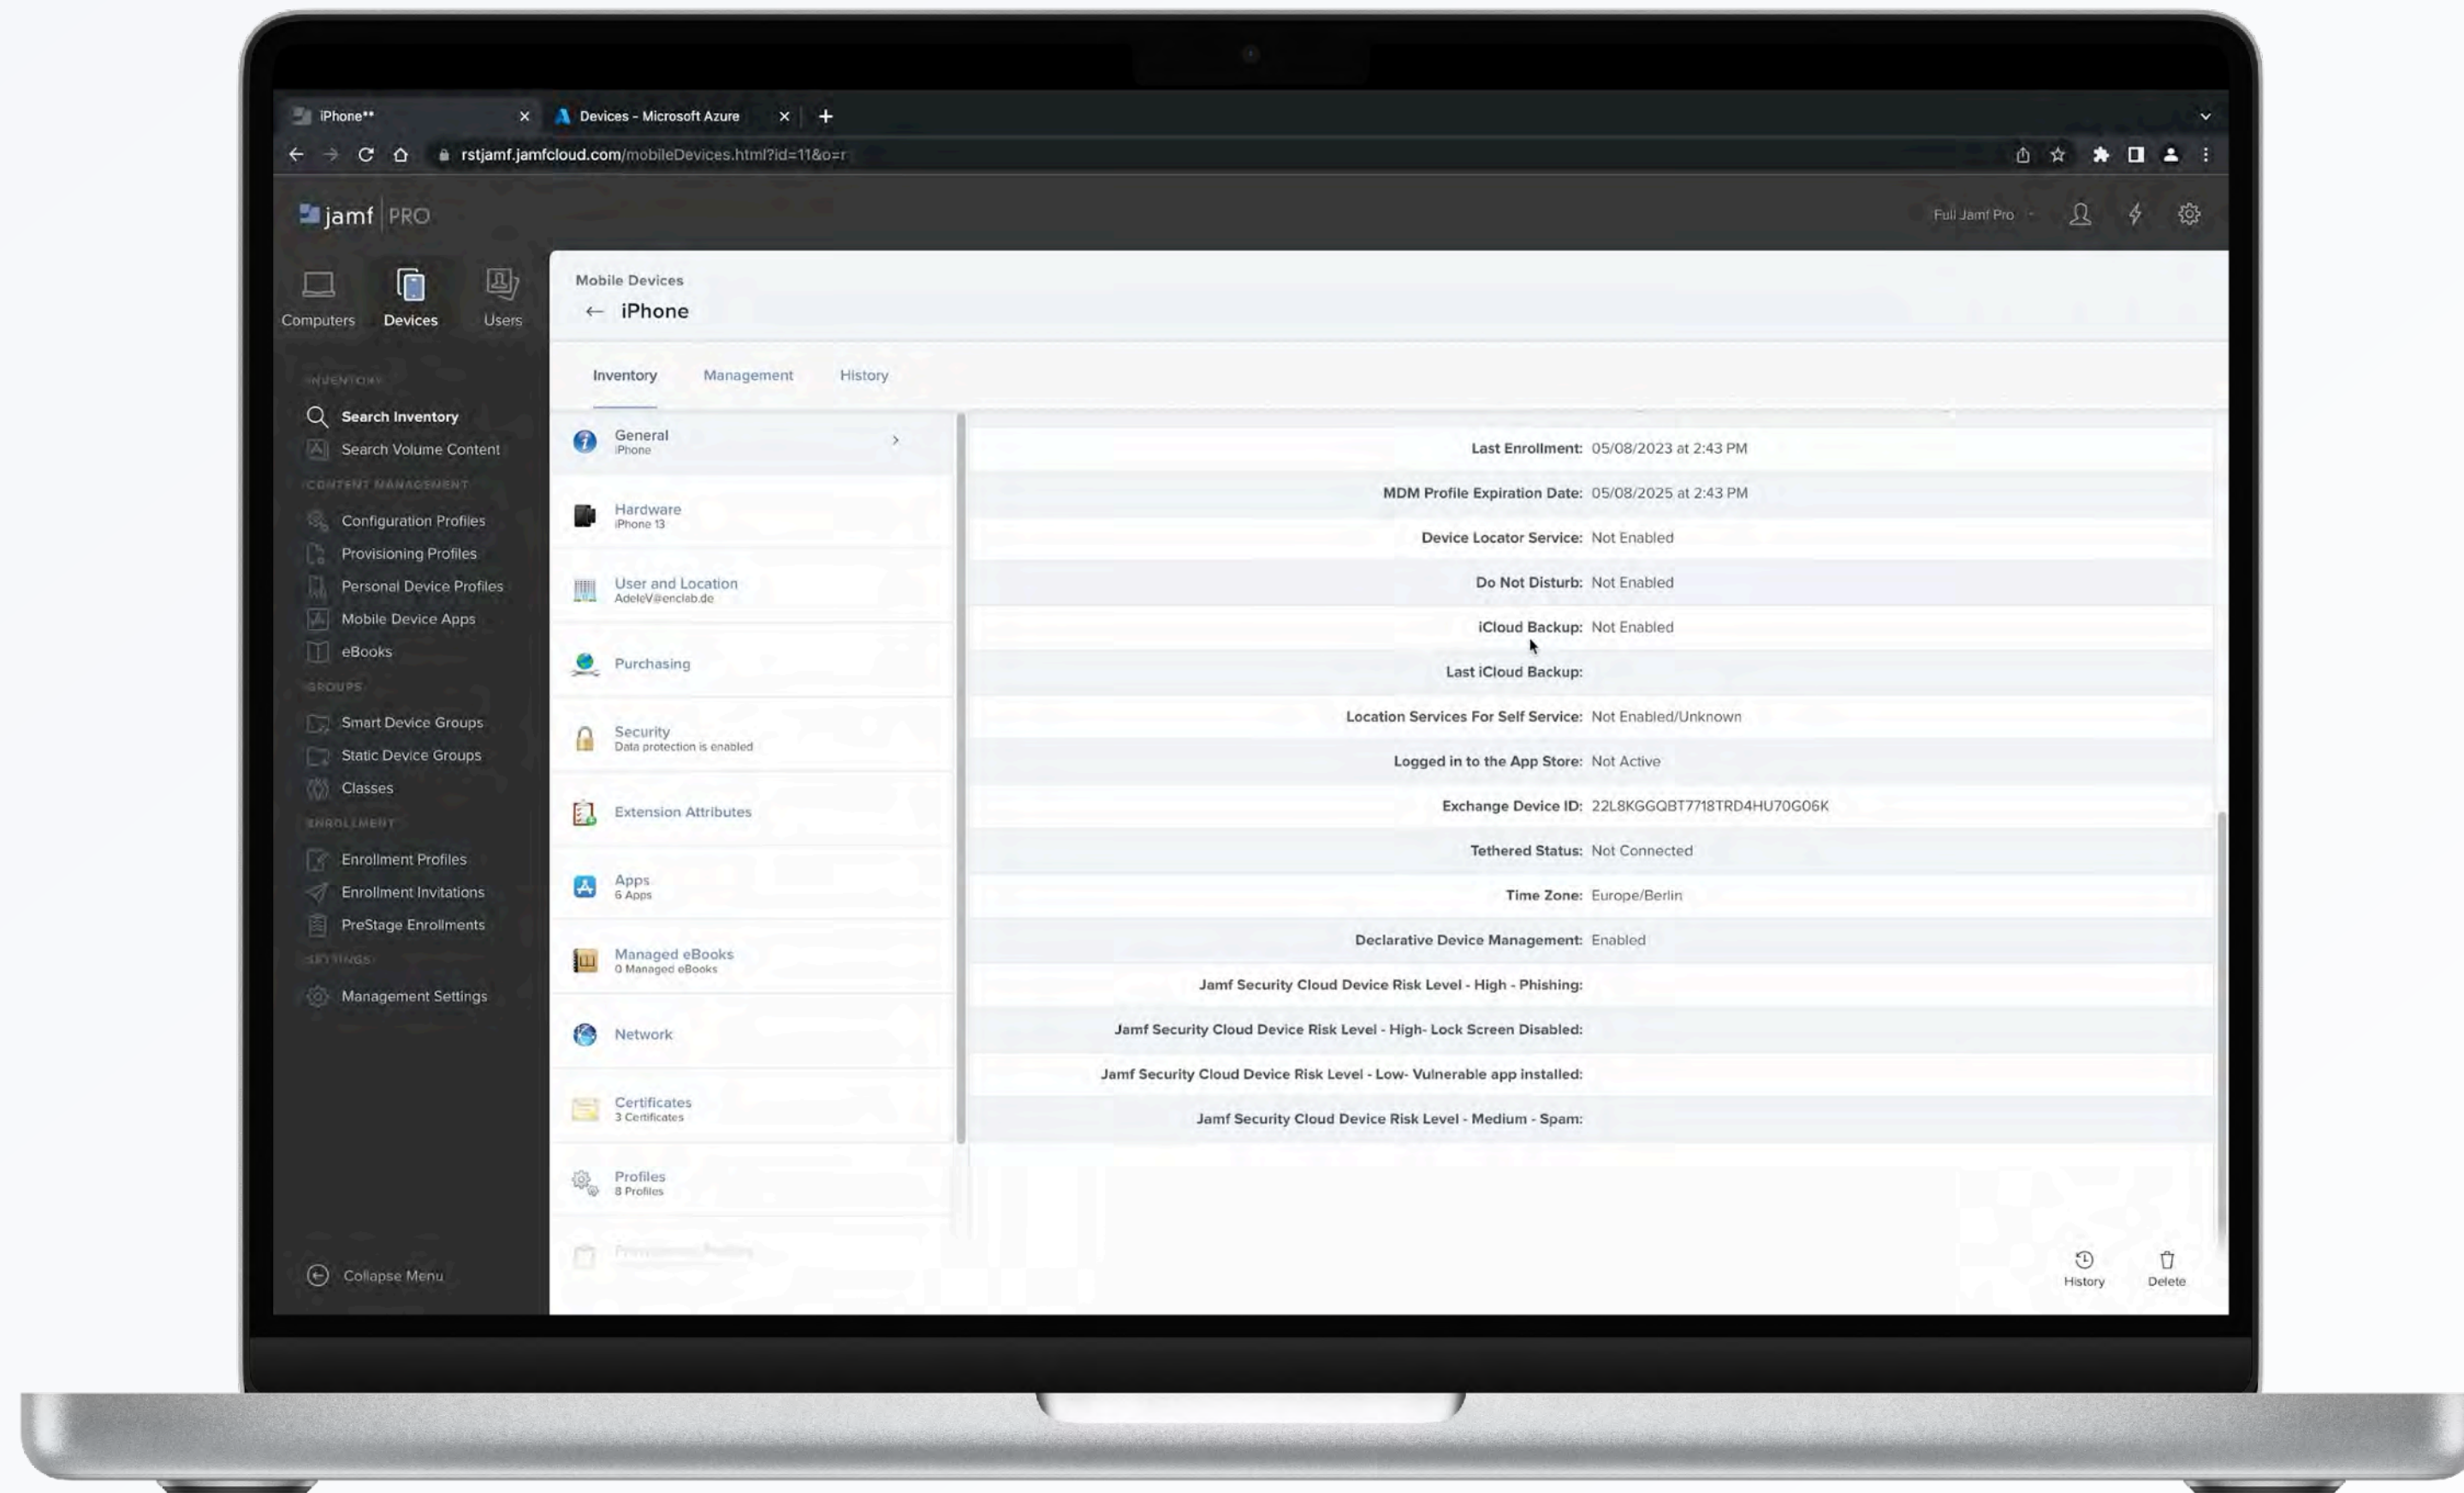 iPhone**
Devices - Microsoft Azure
rstjamf.jamfcloud.com/mobileDevices.html?id=11&o=r
jamf PRO
Full Jamf Pro
Computers
Devices
Users
INVENTORY
Search Inventory
Search Volume Content
CONTENT MANAGEMENT
Configuration Profiles
Provisioning Profiles
Personal Device Profiles
Mobile Device Apps
eBooks
GROUPS
Smart Device Groups
Static Device Groups
Classes
ENROLLMENT
Enrollment Profiles
Enrollment Invitations
PreStage Enrollments
SETTINGS
Management Settings
Collapse Menu
Mobile Devices
← iPhone
Inventory Management History
General
iPhone
Hardware
iPhone 13
User and Location
AdeleV@enclab.de
Purchasing
Security
Data protection is enabled
Extension Attributes
Apps
6 Apps
Managed eBooks
0 Managed eBooks
Network
Certificates
3 Certificates
Profiles
8 Profiles
Last Enrollment: 05/08/2023 at 2:43 PM
MDM Profile Expiration Date: 05/08/2025 at 2:43 PM
Device Locator Service: Not Enabled
Do Not Disturb: Not Enabled
iCloud Backup: Not Enabled
Last iCloud Backup:
Location Services For Self Service: Not Enabled/Unknown
Logged in to the App Store: Not Active
Exchange Device ID: 22L8KGGQBT7718TRD4HU70G06K
Tethered Status: Not Connected
Time Zone: Europe/Berlin
Declarative Device Management: Enabled
Jamf Security Cloud Device Risk Level - High - Phishing:
Jamf Security Cloud Device Risk Level - High- Lock Screen Disabled:
Jamf Security Cloud Device Risk Level - Low- Vulnerable app installed:
Jamf Security Cloud Device Risk Level - Medium - Spam:
History
Delete